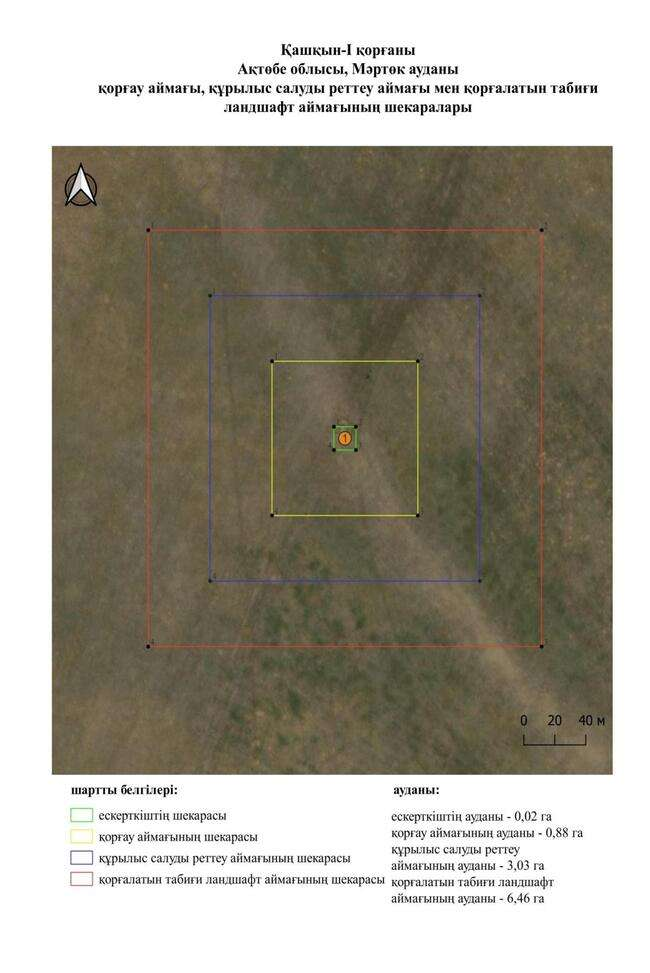 Қашқын-I қорғаны
Ақтөбе облысы, Мәртөк ауданы
қорғау аймағы, құрылыс салуды реттеу аймағы мен қорғалатын табиғи
ландшафт аймағының шекаралары
1
0 20 40 м
шартты белгілері:
ескерткіштің шекарасы
қорғау аймағының шекарасы
құрылыс салуды реттеу аймағының шекарасы
қорғалатын табиғи ландшафт аймағының шекарасы
ауданы:
ескерткіштің ауданы - 0,02 га
қорғау аймағының ауданы - 0,88 га
құрылыс салуды реттеу
аймағының ауданы - 3,03 га
қорғалатын табиғи ландшафт
аймағының ауданы - 6,46 га